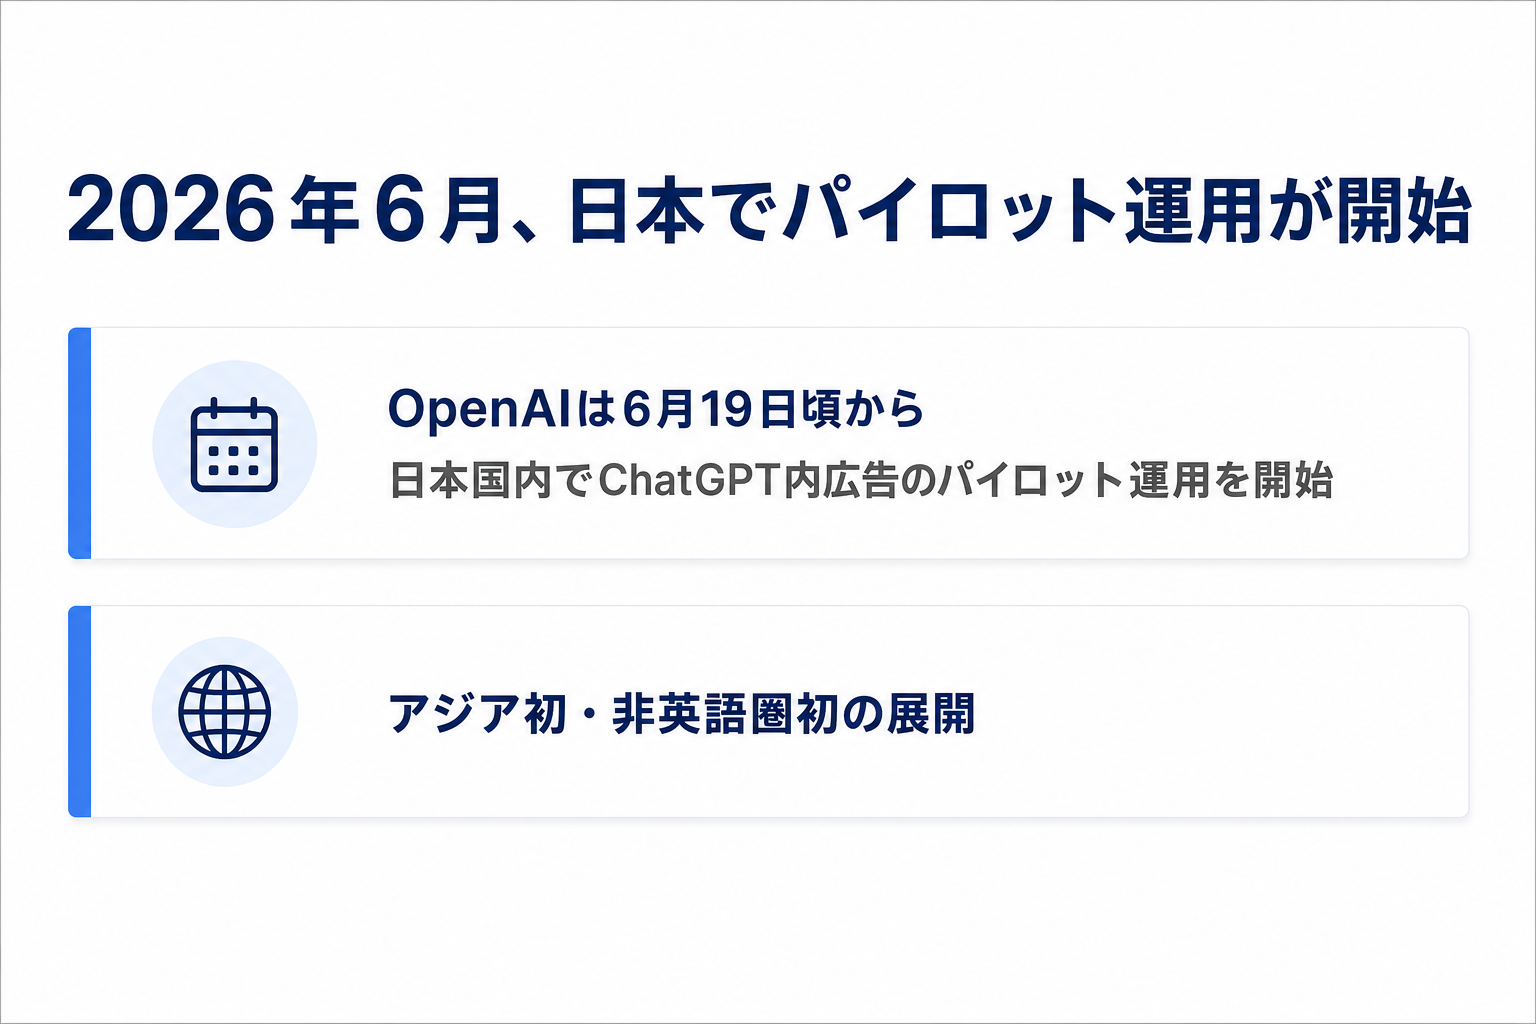 2026年6月、日本でパイロット運用が開始
OpenAIは6月19日頃から
日本国内でChatGPT内広告のパイロット運用を開始
アジア初・非英語圏初の展開